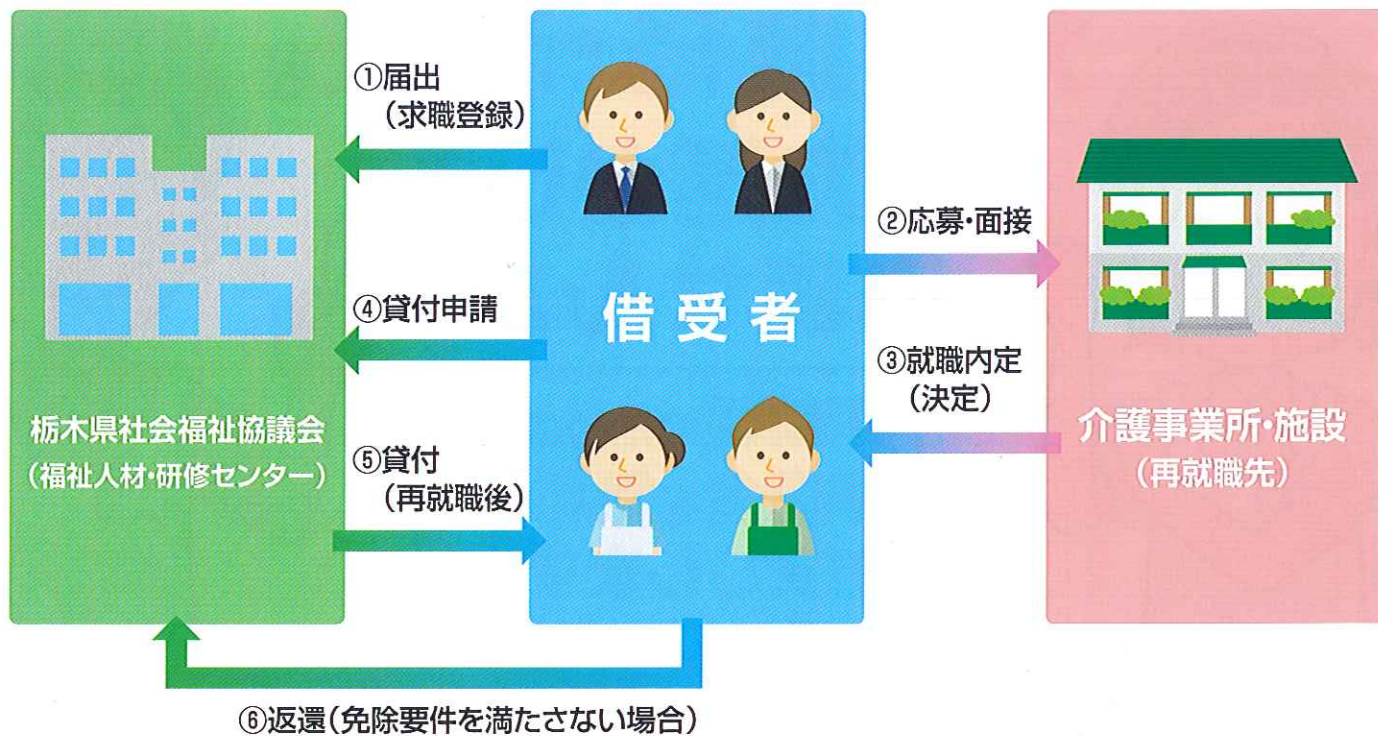 ①届出
(求職登録)
②応募・面接
借受者
④貸付申請
③就職内定
(決定)
栃木県社会福祉協議会
(福祉人材・研修センター)
⑤貸付
(再就職後)
介護事業所・施設
(再就職先)
⑥返還(免除要件を満たさない場合)